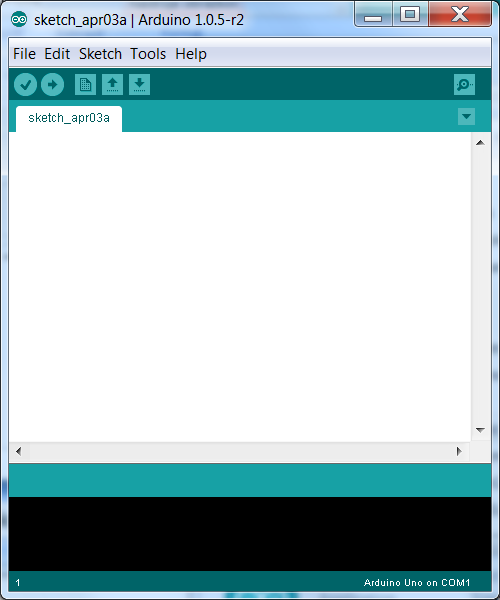 sketch_apr03a | Arduino 1.0.5-r2
File Edit Sketch Tools Help
sketch_apr03a
1 Arduino Uno on COM1